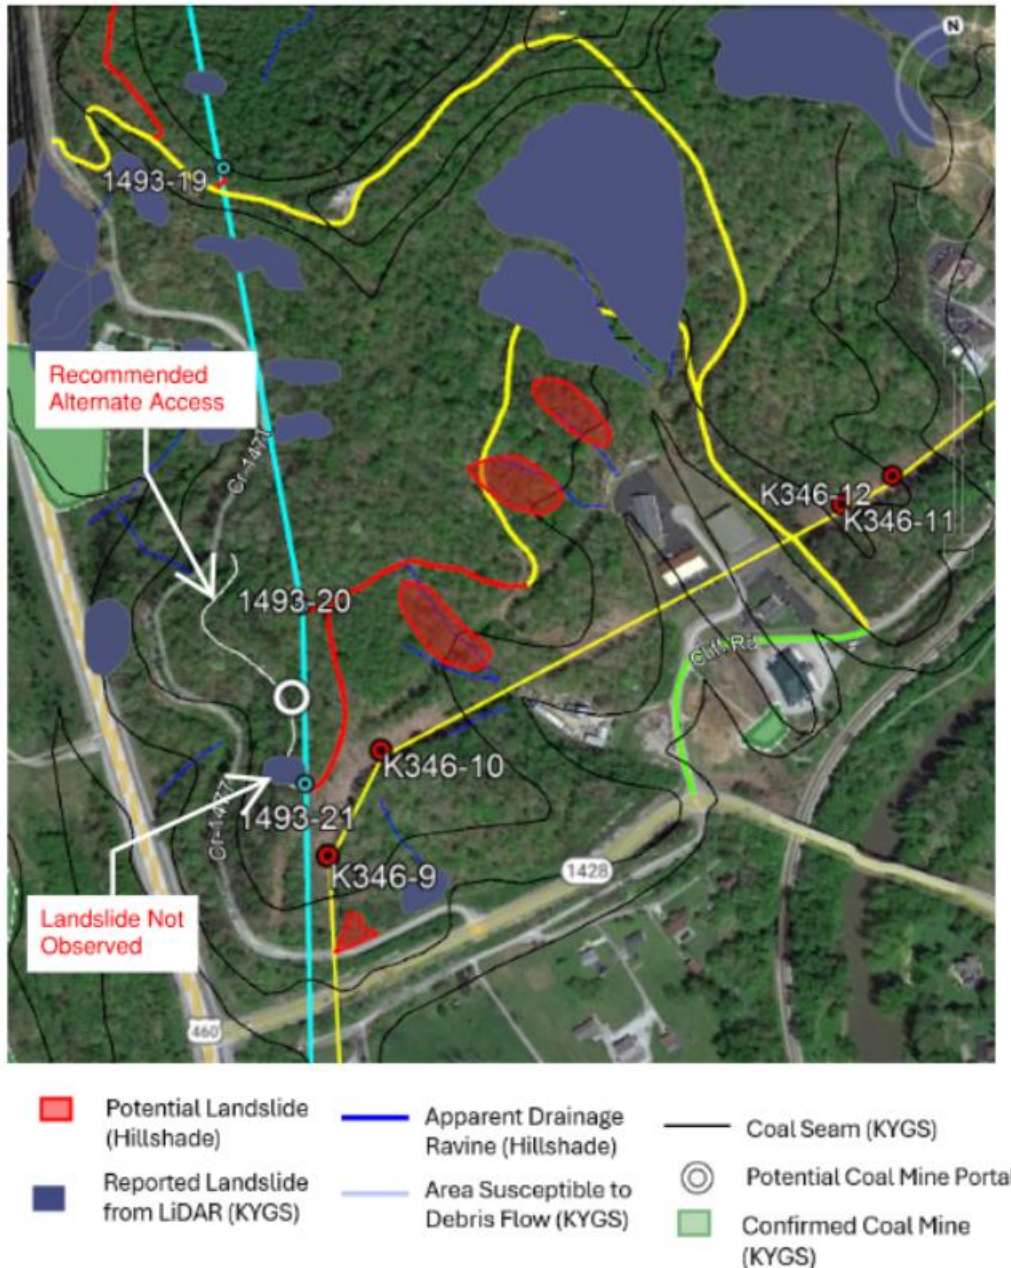 N
1493-19
Recommended
Alternate Access
Cr-1471
K346-12
K346-11
1493-20
Cliff Rd
K346-10
1493-21
K346-9
1428
Landslide Not
Observed
460
Potential Landslide
(Hillshade)
Reported Landslide
from LiDAR (KYGS)
Apparent Drainage
Ravine (Hillshade)
Area Susceptible to
Debris Flow (KYGS)
Coal Seam (KYGS)
Potential Coal Mine Portal
Confirmed Coal Mine
(KYGS)